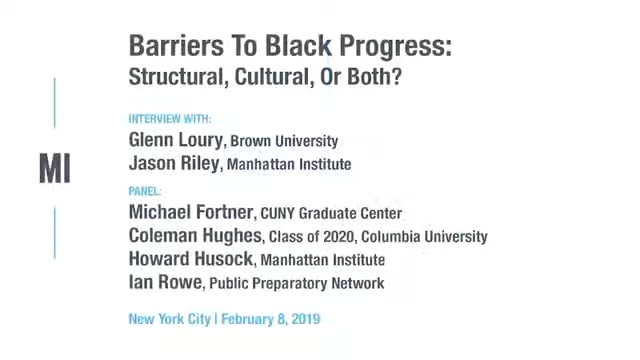 Barriers To Black Progress:
Structural, Cultural, Or Both?
MI
INTERVIEW WITH:
Glenn Loury, Brown University
Jason Riley, Manhattan Institute
PANEL:
Michael Fortner, CUNY Graduate Center
Coleman Hughes, Class of 2020, Columbia University
Howard Husock, Manhattan Institute
Ian Rowe, Public Preparatory Network
New York City | February 8, 2019